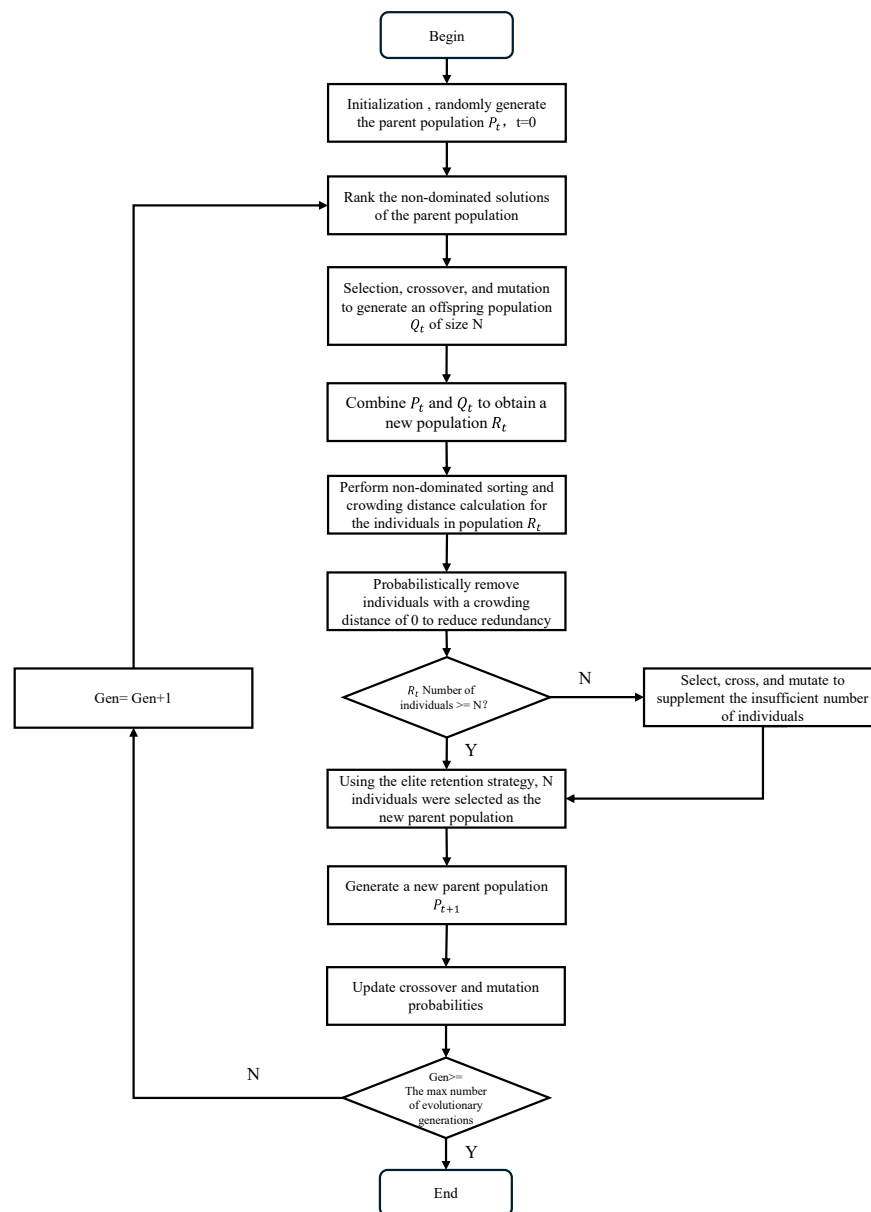 Begin
Initialization , randomly generate
the parent population P_t， t=0
Rank the non-dominated solutions
of the parent population
Selection, crossover, and mutation
to generate an offspring population
Q_t of size N
Combine P_t and Q_t to obtain a
new population R_t
Perform non-dominated sorting and
crowding distance calculation for
the individuals in population R_t
Probabilistically remove
individuals with a crowding
distance of 0 to reduce redundancy
R_t Number of
individuals >= N?
N
Select, cross, and mutate to
supplement the insufficient number
of individuals
Gen= Gen+1
Y
Using the elite retention strategy, N
individuals were selected as the
new parent population
Generate a new parent population
P_{t+1}
Update crossover and mutation
probabilities
Gen>=
The max number
of evolutionary
generations
N
Y
End